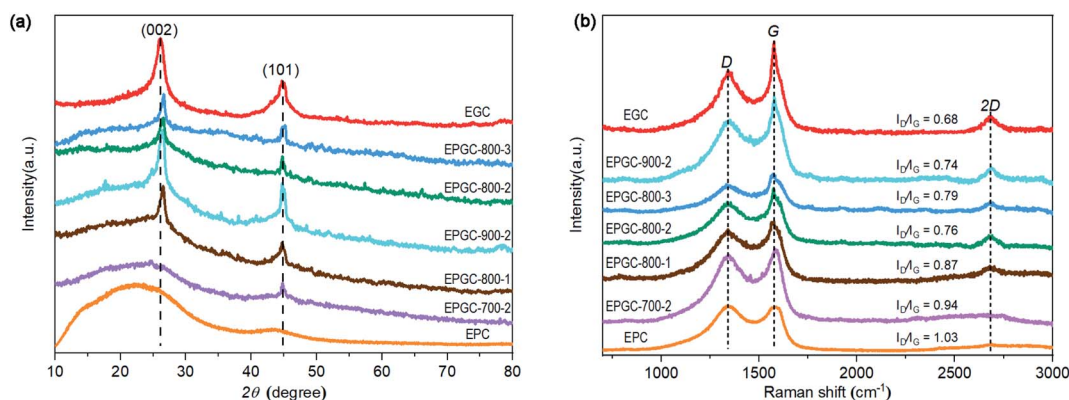 (a)
(002)
(101)
EGC
EPGC-800-3
EPGC-800-2
EPGC-900-2
EPGC-800-1
EPGC-700-2
EPC
Intensity(a.u.)
10 20 30 40 50 60 70 80
2θ (degree)
(b)
G
D
2D
EGC I_D/I_G = 0.68
EPGC-900-2 I_D/I_G = 0.74
EPGC-800-3 I_D/I_G = 0.79
EPGC-800-2 I_D/I_G = 0.76
EPGC-800-1 I_D/I_G = 0.87
EPGC-700-2 I_D/I_G = 0.94
EPC I_D/I_G = 1.03
Intensity(a.u.)
1000 1500 2000 2500 3000
Raman shift (cm⁻¹)